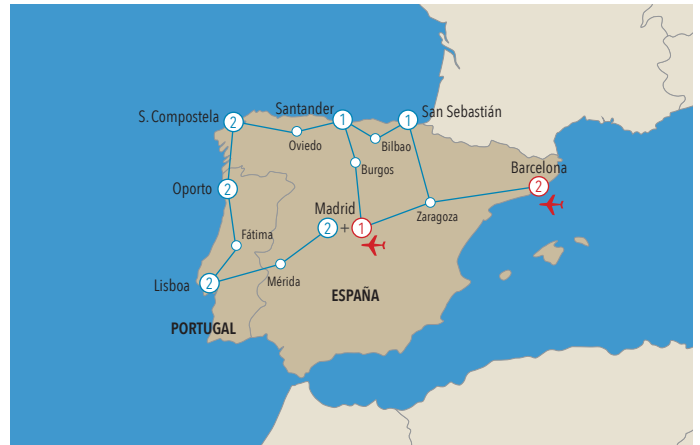 Santander
San Sebastián
S. Compostela
2
1
1
Oviedo
Bilbao
Burgos
Barcelona
Oporto
2
2
Madrid
Zaragoza
Fátima
2
+
1
Lisboa
2
Mérida
ESPAÑA
PORTUGAL